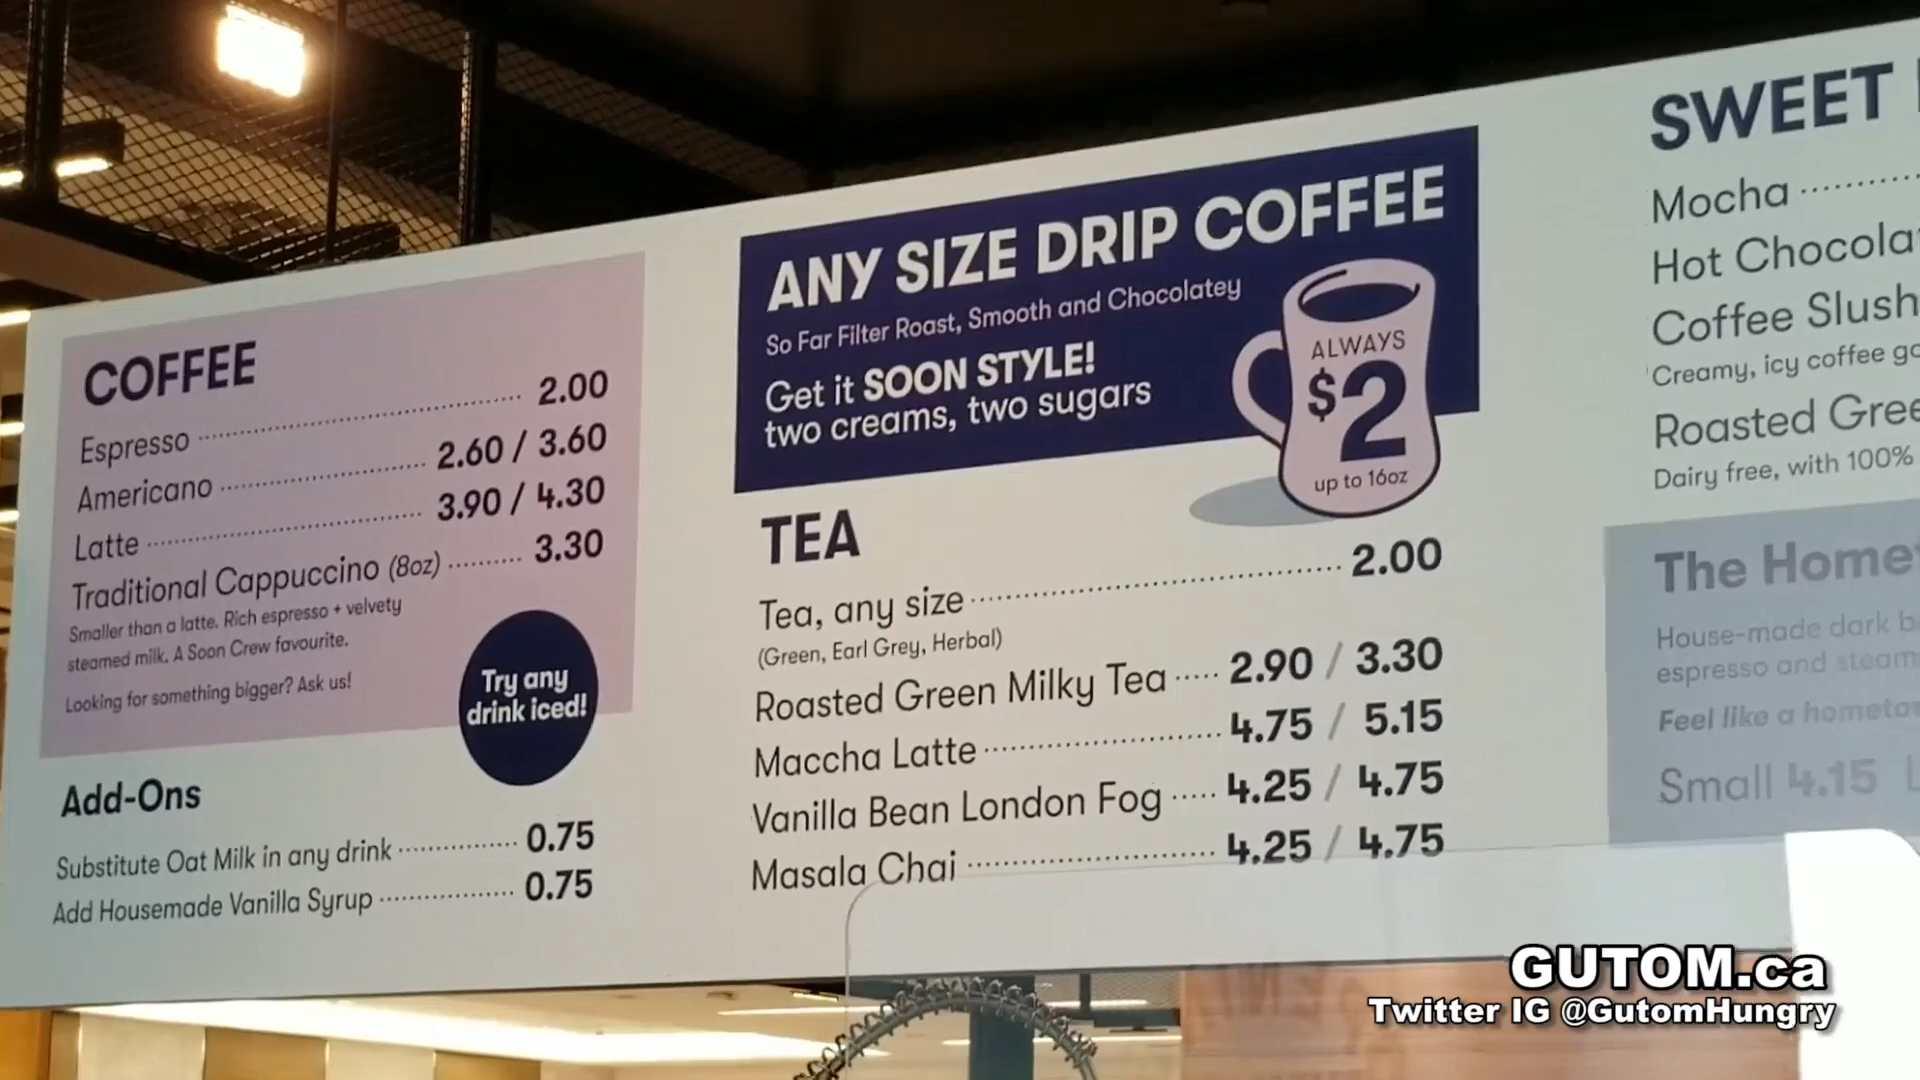 COFFEE
Espresso 2.00
Americano 2.60 / 3.60
Latte 3.90 / 4.30
Traditional Cappuccino (8oz) 3.30
Smaller than a latte. Rich espresso + velvety
steamed milk. A Soon Crew favourite.
Looking for something bigger? Ask us!
Try any
drink iced!
Add-Ons
Substitute Oat Milk in any drink 0.75
Add Housemade Vanilla Syrup 0.75
ANY SIZE DRIP COFFEE
So Far Filter Roast, Smooth and Chocolatey
Get it SOON STYLE!
two creams, two sugars
ALWAYS
$2
up to 16oz
TEA
Tea, any size 2.00
(Green, Earl Grey, Herbal)
Roasted Green Milky Tea 2.90 / 3.30
Maccha Latte 4.75 / 5.15
Vanilla Bean London Fog 4.25 / 4.75
Masala Chai 4.25 / 4.75
SWEET
Mocha
Hot Chocola
Coffee Slush
Creamy, icy coffee
Roasted Gree
Dairy free, with 100%
The Home
House-made dark
espresso and steam
Feel like a hometo
Small 4.15
GUTOM.ca
Twitter IG @GutomHungry